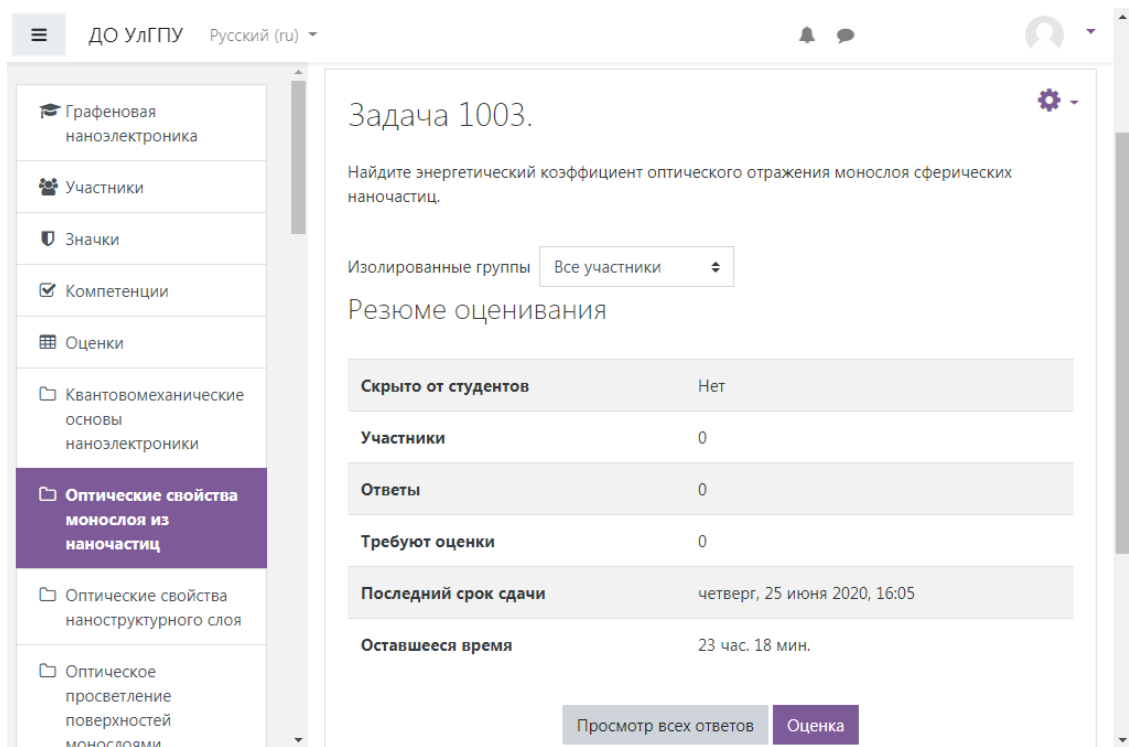 ДО УлГПУ Русский (ru)
Графеновая
наноэлектроника
Участники
Значки
Компетенции
Оценки
Квантовомеханические
основы
наноэлектроники
Оптические свойства
монослоя из
наночастиц
Оптические свойства
наноструктурного слоя
Оптическое
просветление
поверхностей
монослоями
Задача 1003.
Найдите энергетический коэффициент оптического отражения монослоя сферических
наночастиц.
Изолированные группы Все участники
Резюме оценивания
Скрыто от студентов Нет
Участники 0
Ответы 0
Требуют оценки 0
Последний срок сдачи четверг, 25 июня 2020, 16:05
Оставшееся время 23 час. 18 мин.
Просмотр всех ответов Оценка